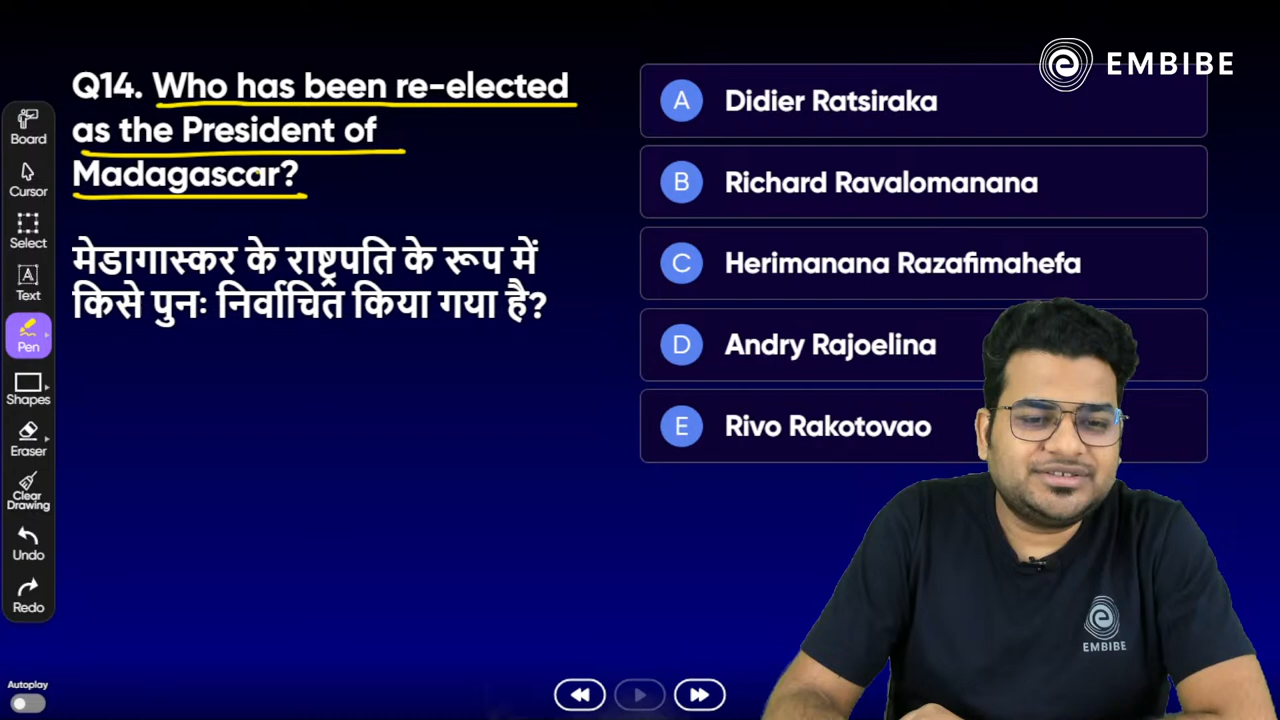 EMBIBE
Q14. Who has been re-elected
as the President of
Madagascar?
मेडागास्कर के राष्ट्रपति के रूप में
किसे पुनः निर्वाचित किया गया है?
A Didier Ratsiraka
B Richard Ravalomanana
C Herimanana Razafimahefa
D Andry Rajoelina
E Rivo Rakotovao
Board
Cursor
Select
A
Text
Pen
Shapes
Eraser
Clear
Drawing
Undo
Redo
Autoplay
EMBIBE